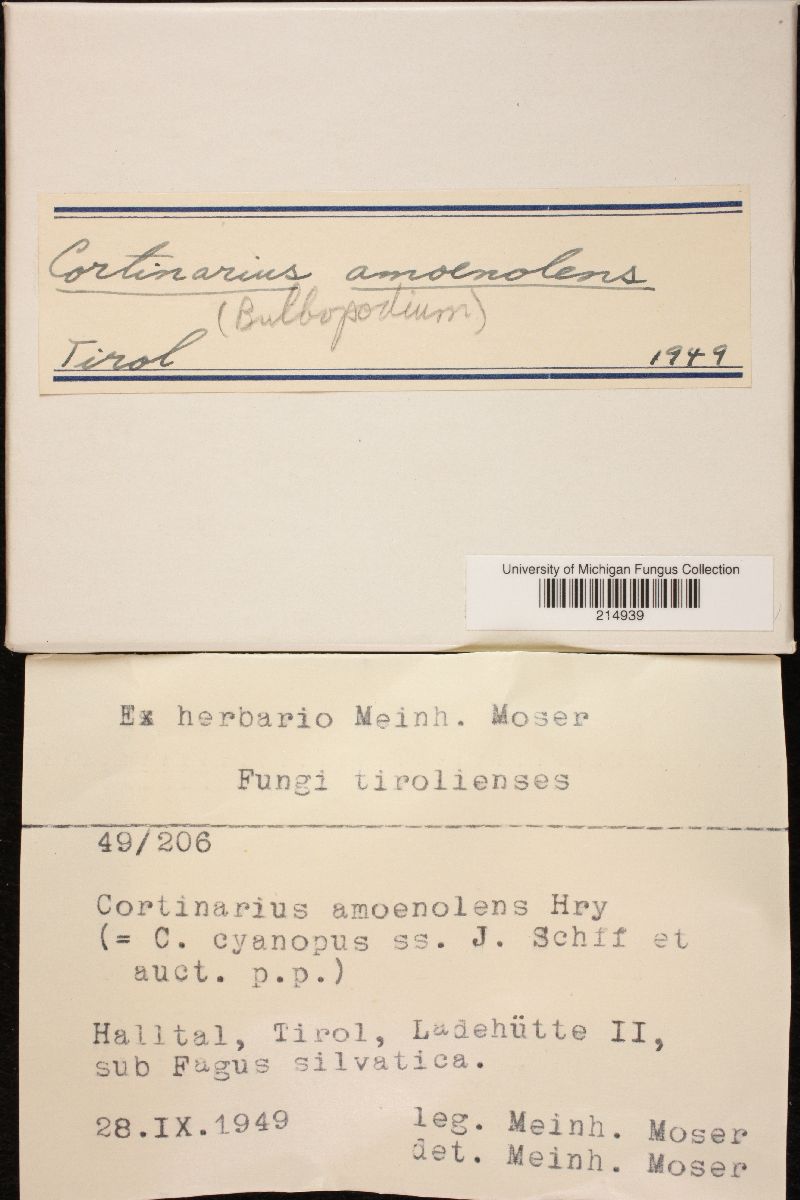 Cortinarius amoenolens
(Bulbopodium)
Tirol 1949
University of Michigan Fungus Collection
214939
Ex herbario Meinh. Moser
Fungi tirolienses
49/206
Cortinarius amoenolens Hry
(= C. cyanopus ss. J. Schff et
auct. p.p.)
Halltal, Tirol, Ladehütte II,
sub Fagus silvatica.
28.IX.1949 leg. Meinh. Moser
det. Meinh. Moser